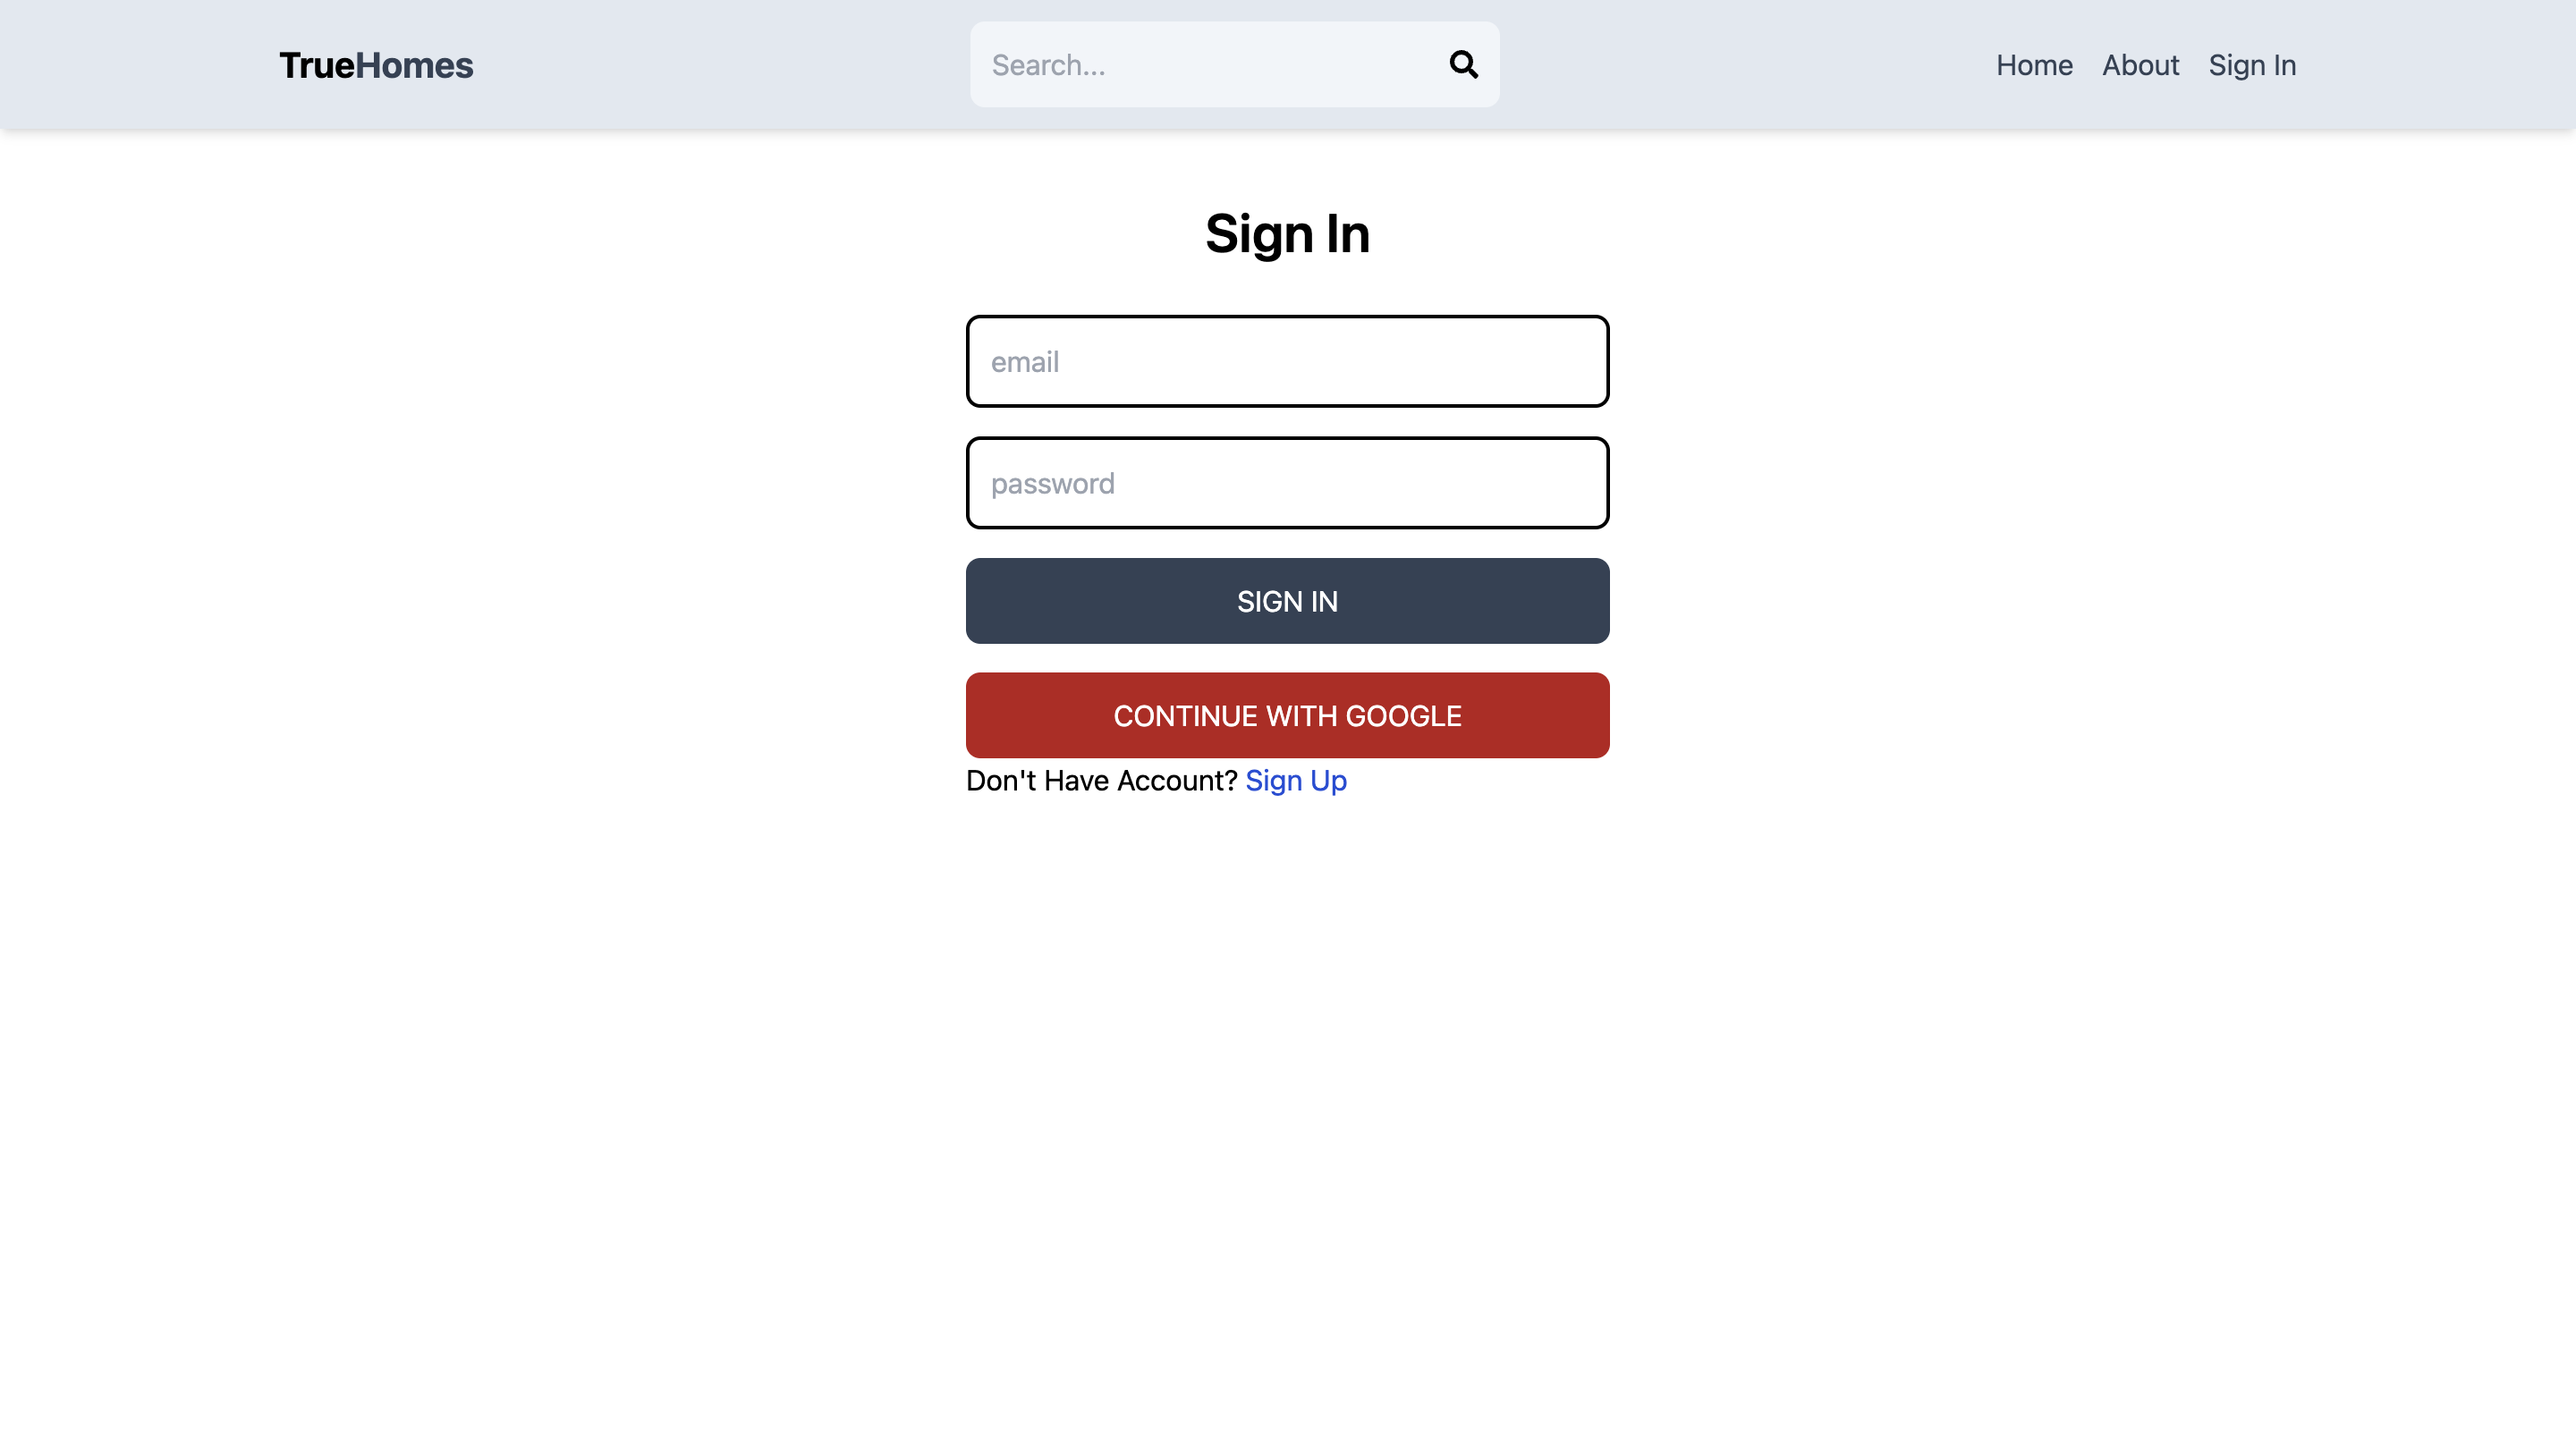 TrueHomes
Search...
Home About Sign In
Sign In
email
password
SIGN IN
CONTINUE WITH GOOGLE
Don't Have Account? Sign Up